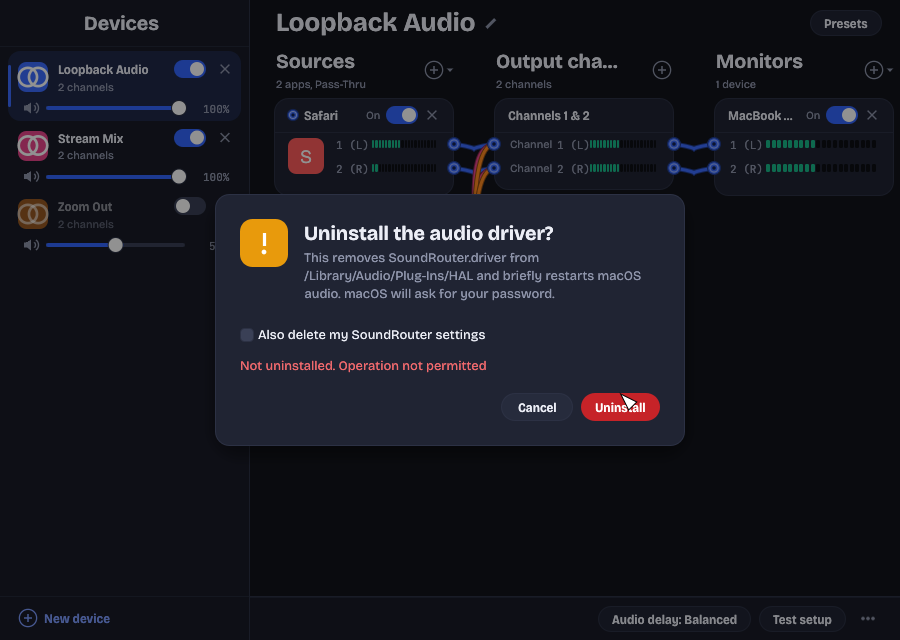 Devices
Loopback Audio
2 channels
100%
Stream Mix
2 channels
100%
Zoom Out
2 channels
New device
Loopback Audio
Presets
Sources
2 apps, Pass-Thru
Output cha...
2 channels
Monitors
1 device
Safari
On
S
1 (L)
2 (R)
Channels 1 & 2
Channel 1 (L)
Channel 2 (R)
MacBook ...
On
1 (L)
2 (R)
!
Uninstall the audio driver?
This removes SoundRouter.driver from
/Library/Audio/Plug-Ins/HAL and briefly restarts macOS
audio. macOS will ask for your password.
Also delete my SoundRouter settings
Not uninstalled. Operation not permitted
Cancel
Uninstall
Audio delay: Balanced
Test setup